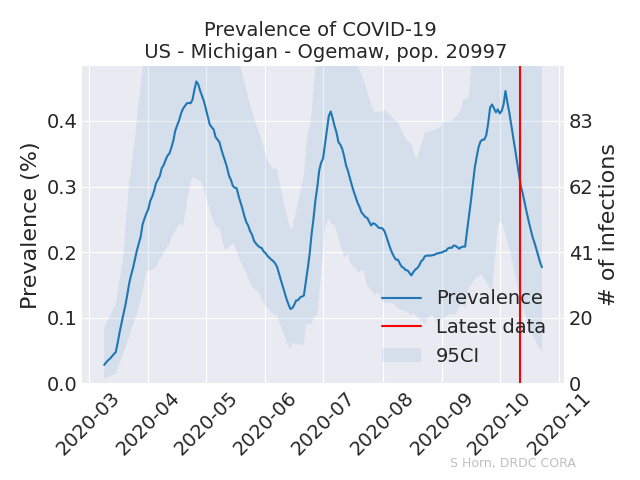 Prevalence of COVID-19
US - Michigan - Ogemaw, pop. 20997
Prevalence (%)
0.4
0.3
0.2
0.1
0.0
83
62
41
20
0
# of infections
Prevalence
Latest data
95CI
2020-03
2020-04
2020-05
2020-06
2020-07
2020-08
2020-09
2020-10
2020-11
S Horn, DRDC CORA